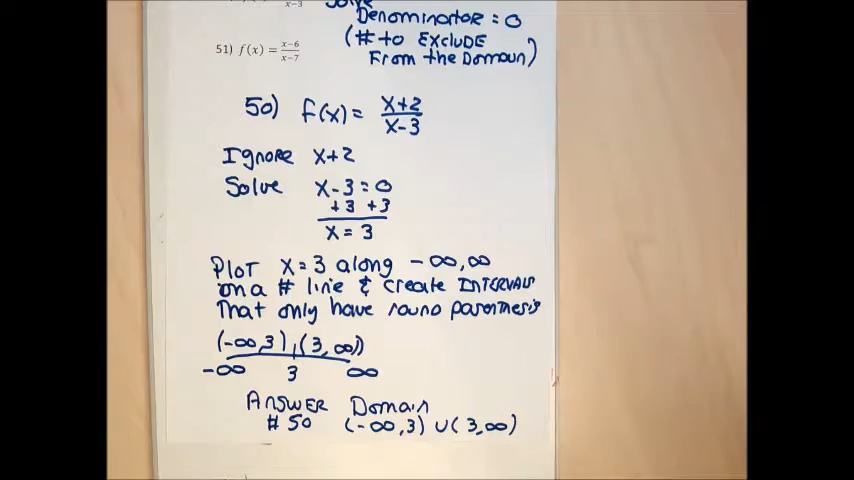 x−3
Solve
Denominator = 0
(# to Exclude
From the Domain)
51) f(x) = x−6/x−7
50) f(x) = x+2/x-3
Ignore x+2
Solve x-3=0
+3 +3
x = 3
Plot x=3 along -∞,∞
on a # line & create INTERVALS
That only have round parenthesis
(-∞,3) , (3,∞)
-∞ 3 ∞
Answer Domain
# 50 (-∞,3) ∪ (3,∞)